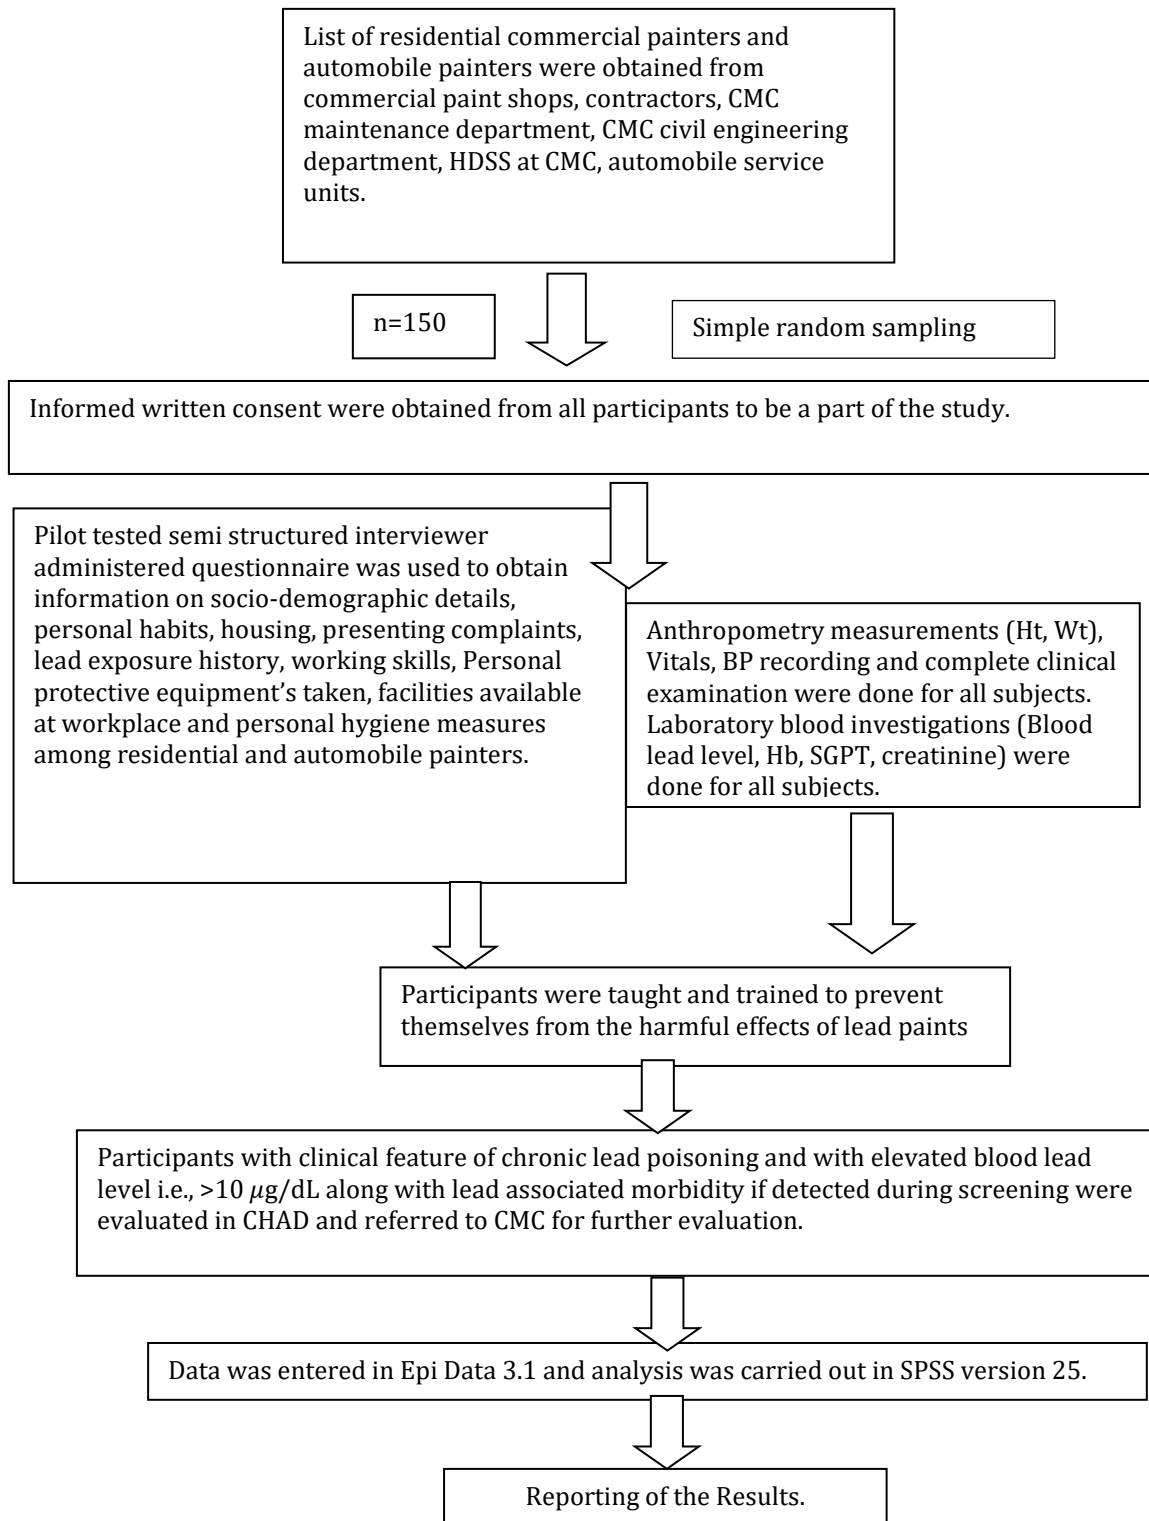 List of residential commercial painters and
automobile painters were obtained from
commercial paint shops, contractors, CMC
maintenance department, CMC civil engineering
department, HDSS at CMC, automobile service
units.
n=150
Simple random sampling
Informed written consent were obtained from all participants to be a part of the study.
Pilot tested semi structured interviewer
administered questionnaire was used to obtain
information on socio-demographic details,
personal habits, housing, presenting complaints,
lead exposure history, working skills, Personal
protective equipment's taken, facilities available
at workplace and personal hygiene measures
among residential and automobile painters.
Anthropometry measurements (Ht, Wt),
Vitals, BP recording and complete clinical
examination were done for all subjects.
Laboratory blood investigations (Blood
lead level, Hb, SGPT, creatinine) were
done for all subjects.
Participants were taught and trained to prevent
themselves from the harmful effects of lead paints
Participants with clinical feature of chronic lead poisoning and with elevated blood lead
level i.e., >10 μg/dL along with lead associated morbidity if detected during screening were
evaluated in CHAD and referred to CMC for further evaluation.
Data was entered in Epi Data 3.1 and analysis was carried out in SPSS version 25.
Reporting of the Results.